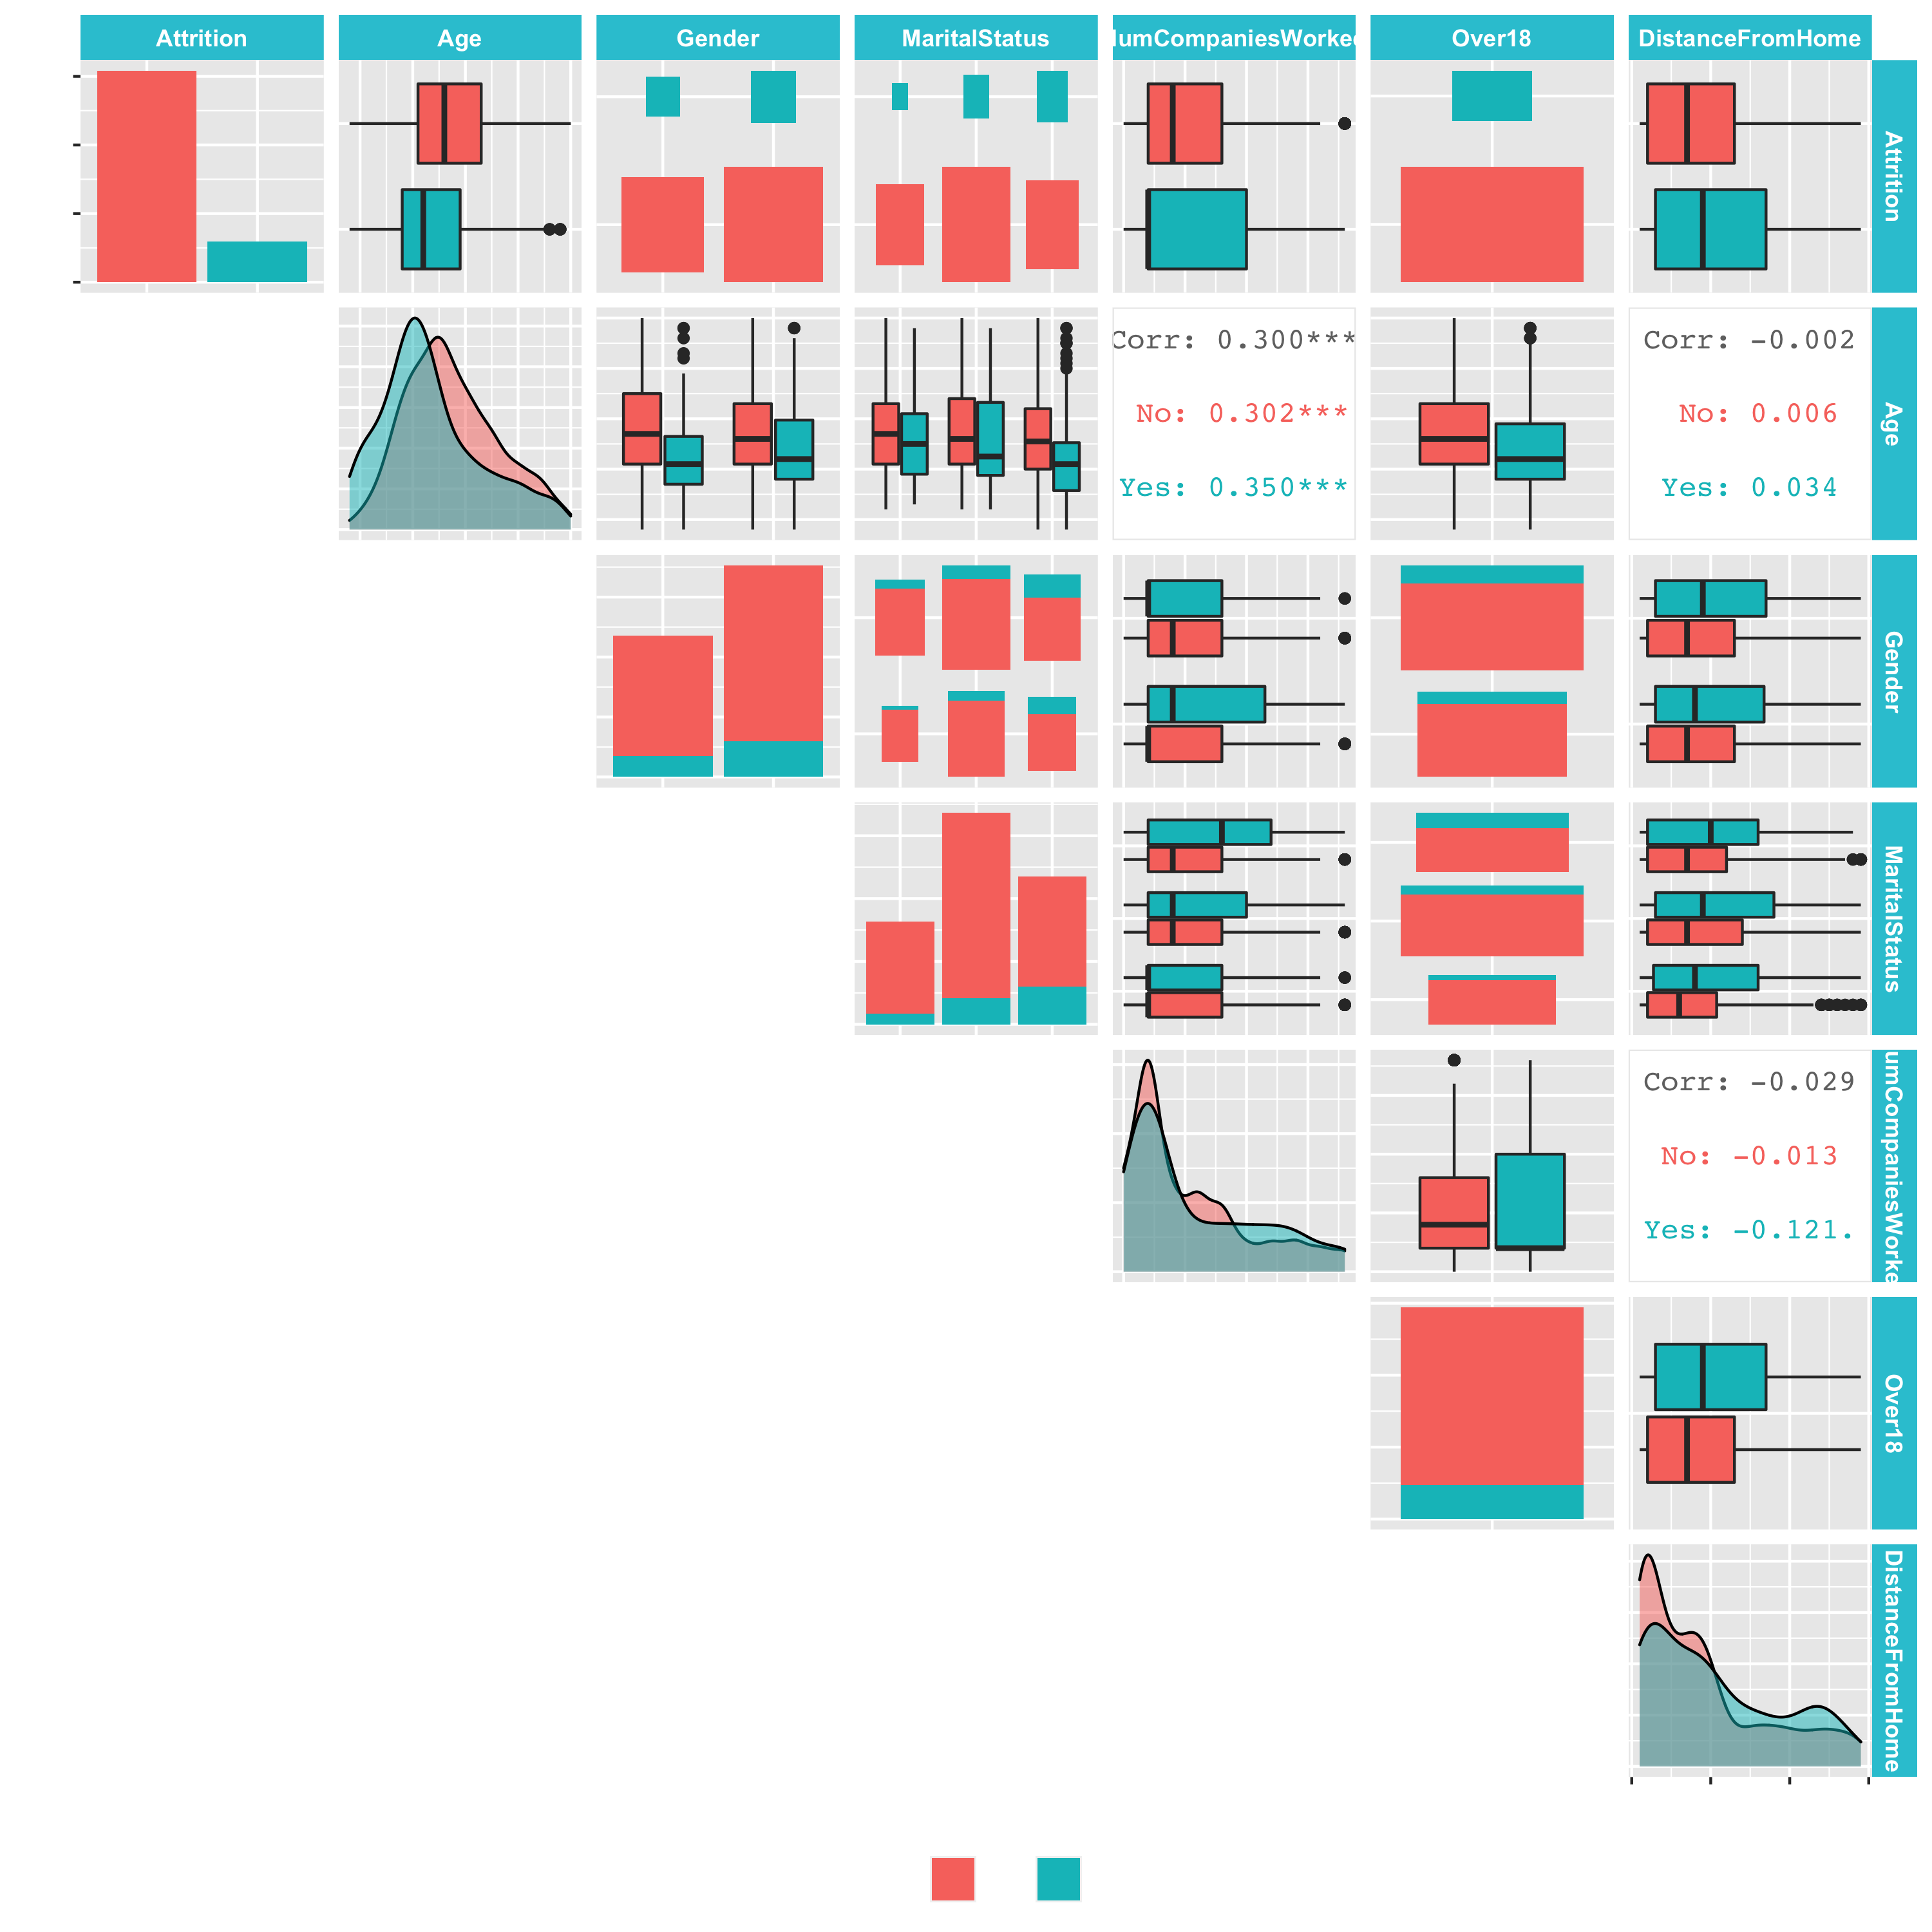 Attrition
Age
Gender
MaritalStatus
umCompaniesWorke
Over18
DistanceFromHome
Attrition
Corr: 0.300***
No: 0.302***
Yes: 0.350***
Corr: -0.002
No: 0.006
Yes: 0.034
Age
Gender
MaritalStatus
Corr: -0.029
No: -0.013
Yes: -0.121.
umCompaniesWorke
Over18
DistanceFromHome